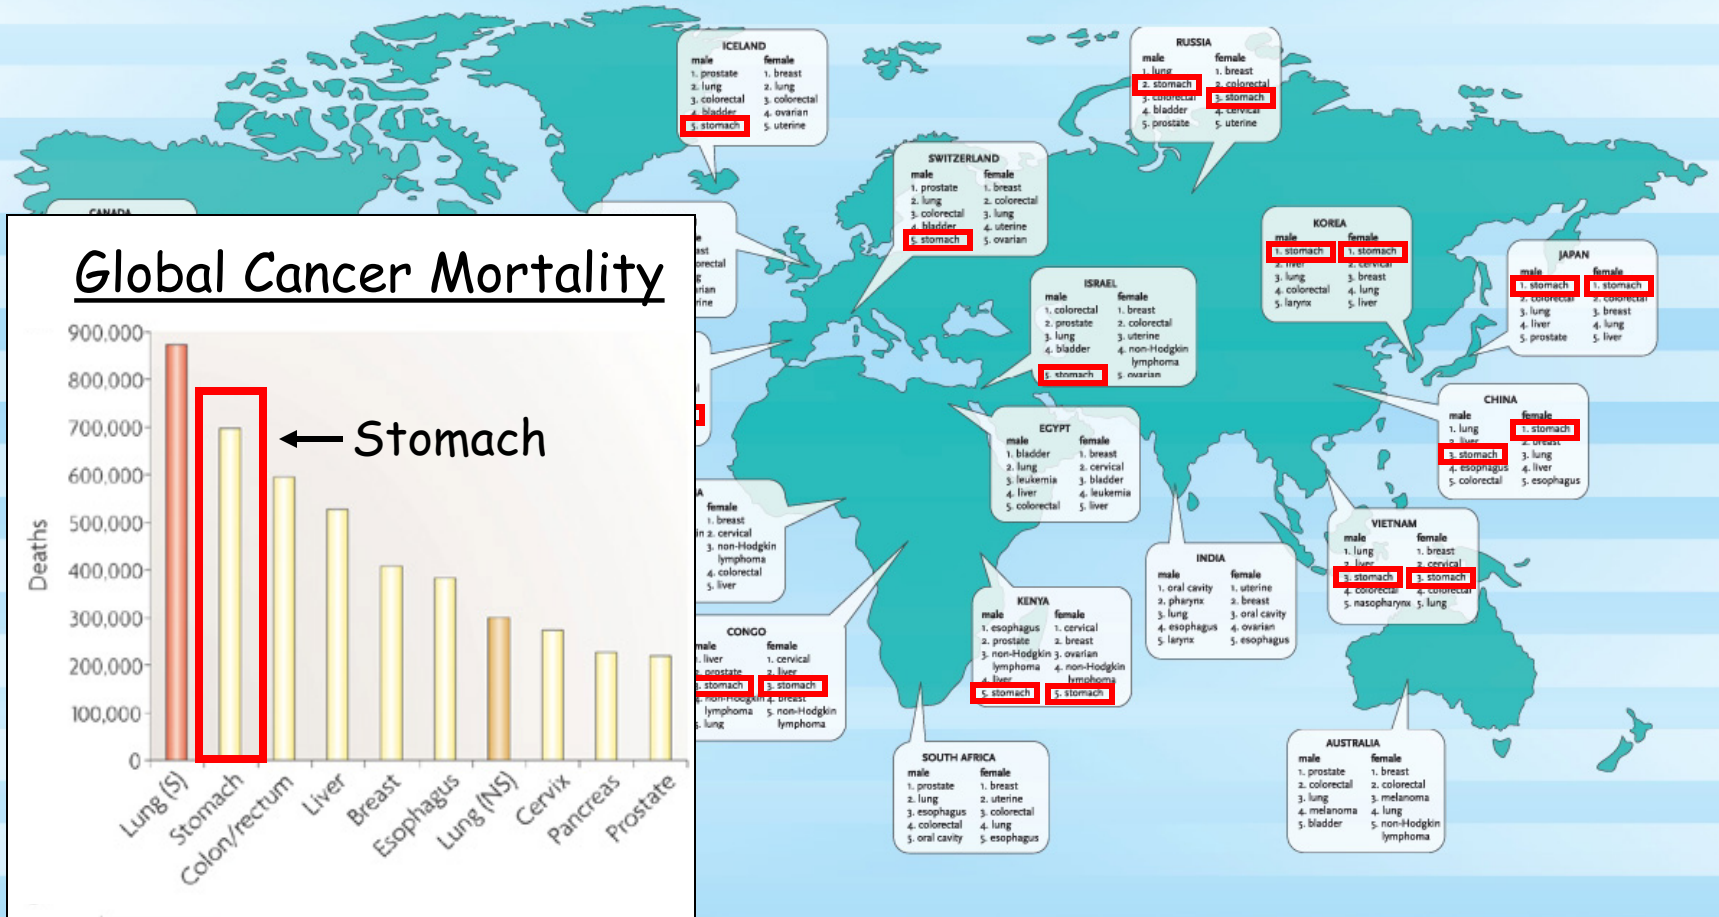 ICELAND
male female
1. prostate 1. breast
2. lung 2. lung
3. colorectal 3. colorectal
4. bladder 4. ovarian
5. stomach 5. uterine
RUSSIA
male female
1. lung 1. breast
2. stomach 2. colorectal
3. colorectal 3. stomach
4. bladder 4. cervical
5. prostate 5. uterine
SWITZERLAND
male female
1. prostate 1. breast
2. lung 2. colorectal
3. colorectal 3. lung
4. bladder 4. uterine
5. stomach 5. ovarian
CANADA
KOREA
male female
1. stomach 1. stomach
2. liver 2. cervical
3. lung 3. breast
4. colorectal 4. lung
5. larynx 5. liver
JAPAN
male female
1. stomach 1. stomach
2. colorectal 2. colorectal
3. lung 3. breast
4. liver 4. lung
5. prostate 5. liver
ISRAEL
male female
1. colorectal 1. breast
2. prostate 2. colorectal
3. lung 3. uterine
4. bladder 4. non-Hodgkin
lymphoma
5. stomach 5. ovarian
CHINA
male female
1. lung 1. stomach
2. liver 2. breast
3. stomach 3. lung
4. esophagus 4. liver
5. colorectal 5. esophagus
EGYPT
male female
1. bladder 1. breast
2. lung 2. cervical
3. leukemia 3. bladder
4. liver 4. leukemia
5. colorectal 5. liver
female
1. breast
2. cervical
3. non-Hodgkin
lymphoma
4. colorectal
5. liver
VIETNAM
male female
1. lung 1. breast
2. liver 2. cervical
3. stomach 3. stomach
4. colorectal 4. colorectal
5. nasopharynx 5. lung
INDIA
male female
1. oral cavity 1. uterine
2. pharynx 2. breast
3. lung 3. oral cavity
4. esophagus 4. ovarian
5. larynx 5. esophagus
KENYA
male female
1. esophagus 1. cervical
2. prostate 2. breast
3. non-Hodgkin 3. ovarian
lymphoma 4. non-Hodgkin
4. liver lymphoma
5. stomach 5. stomach
CONGO
male female
liver 1. cervical
prostate 2. liver
stomach 3. stomach
non-Hodgkin 4. breast
lymphoma 5. non-Hodgkin
lung lymphoma
SOUTH AFRICA
male female
1. prostate 1. breast
2. lung 2. uterine
3. esophagus 3. colorectal
4. colorectal 4. lung
5. oral cavity 5. esophagus
AUSTRALIA
male female
1. prostate 1. breast
2. colorectal 2. colorectal
3. lung 3. melanoma
4. melanoma 4. lung
5. bladder 5. non-Hodgkin
lymphoma
Global Cancer Mortality
900,000
800,000
700,000
600,000
500,000
400,000
300,000
200,000
100,000
0
Deaths
Stomach
Lung (S)
Stomach
Colon/rectum
Liver
Breast
Esophagus
Lung (NS)
Cervix
Pancreas
Prostate